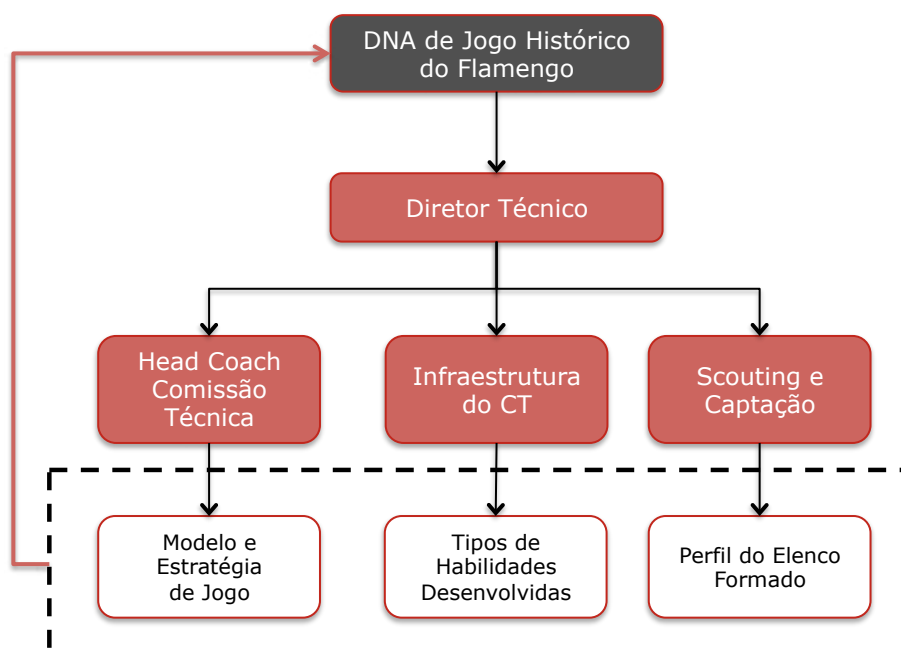 DNA de Jogo Histórico
do Flamengo
Diretor Técnico
Head Coach
Comissão
Técnica
Infraestrutura
do CT
Scouting e
Captação
Modelo e
Estratégia
de Jogo
Tipos de
Habilidades
Desenvolvidas
Perfil do Elenco
Formado